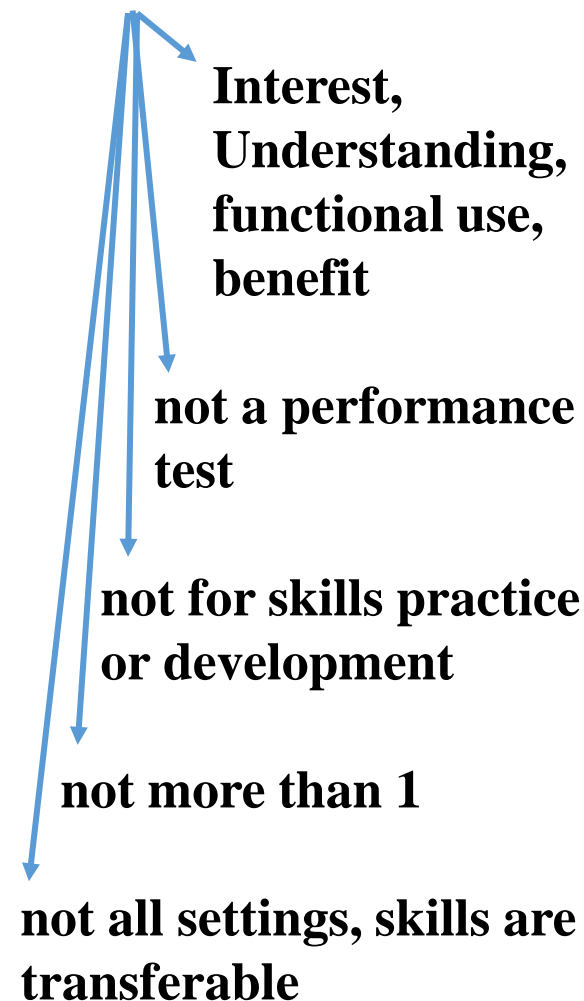 Interest,
Understanding,
functional use,
benefit
not a performance
test
not for skills practice
or development
not more than 1
not all settings, skills are
transferable